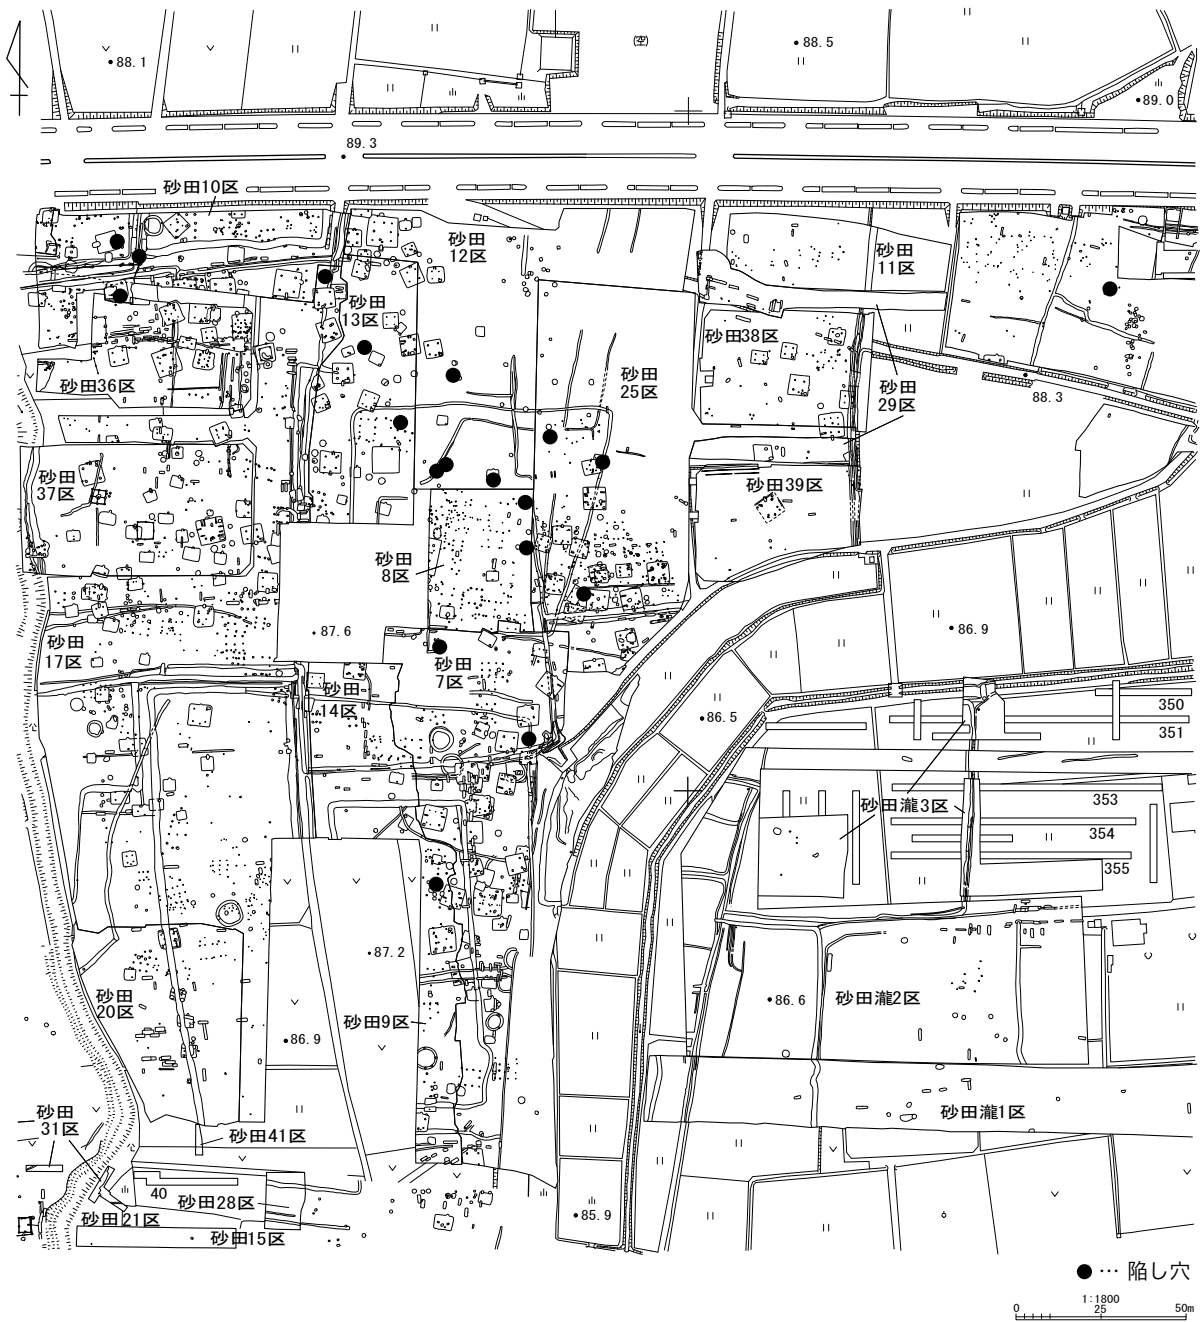 88.1
88.5
(空)
89.0
89.3
砂田10区
砂田
12区
砂田
11区
砂田
13区
砂田36区
砂田
25区
砂田38区
砂田
29区
88.3
砂田
37区
砂田39区
砂田
8区
87.6
86.9
砂田
17区
砂田
7区
砂田
14区
86.5
350
351
砂田瀧3区
353
354
355
87.2
砂田
20区
砂田9区
86.6
砂田瀧2区
86.9
砂田
31区
砂田41区
砂田瀧1区
40
砂田28区
砂田21区
砂田15区
85.9
●… 陥し穴
1:1800
0 25 50m